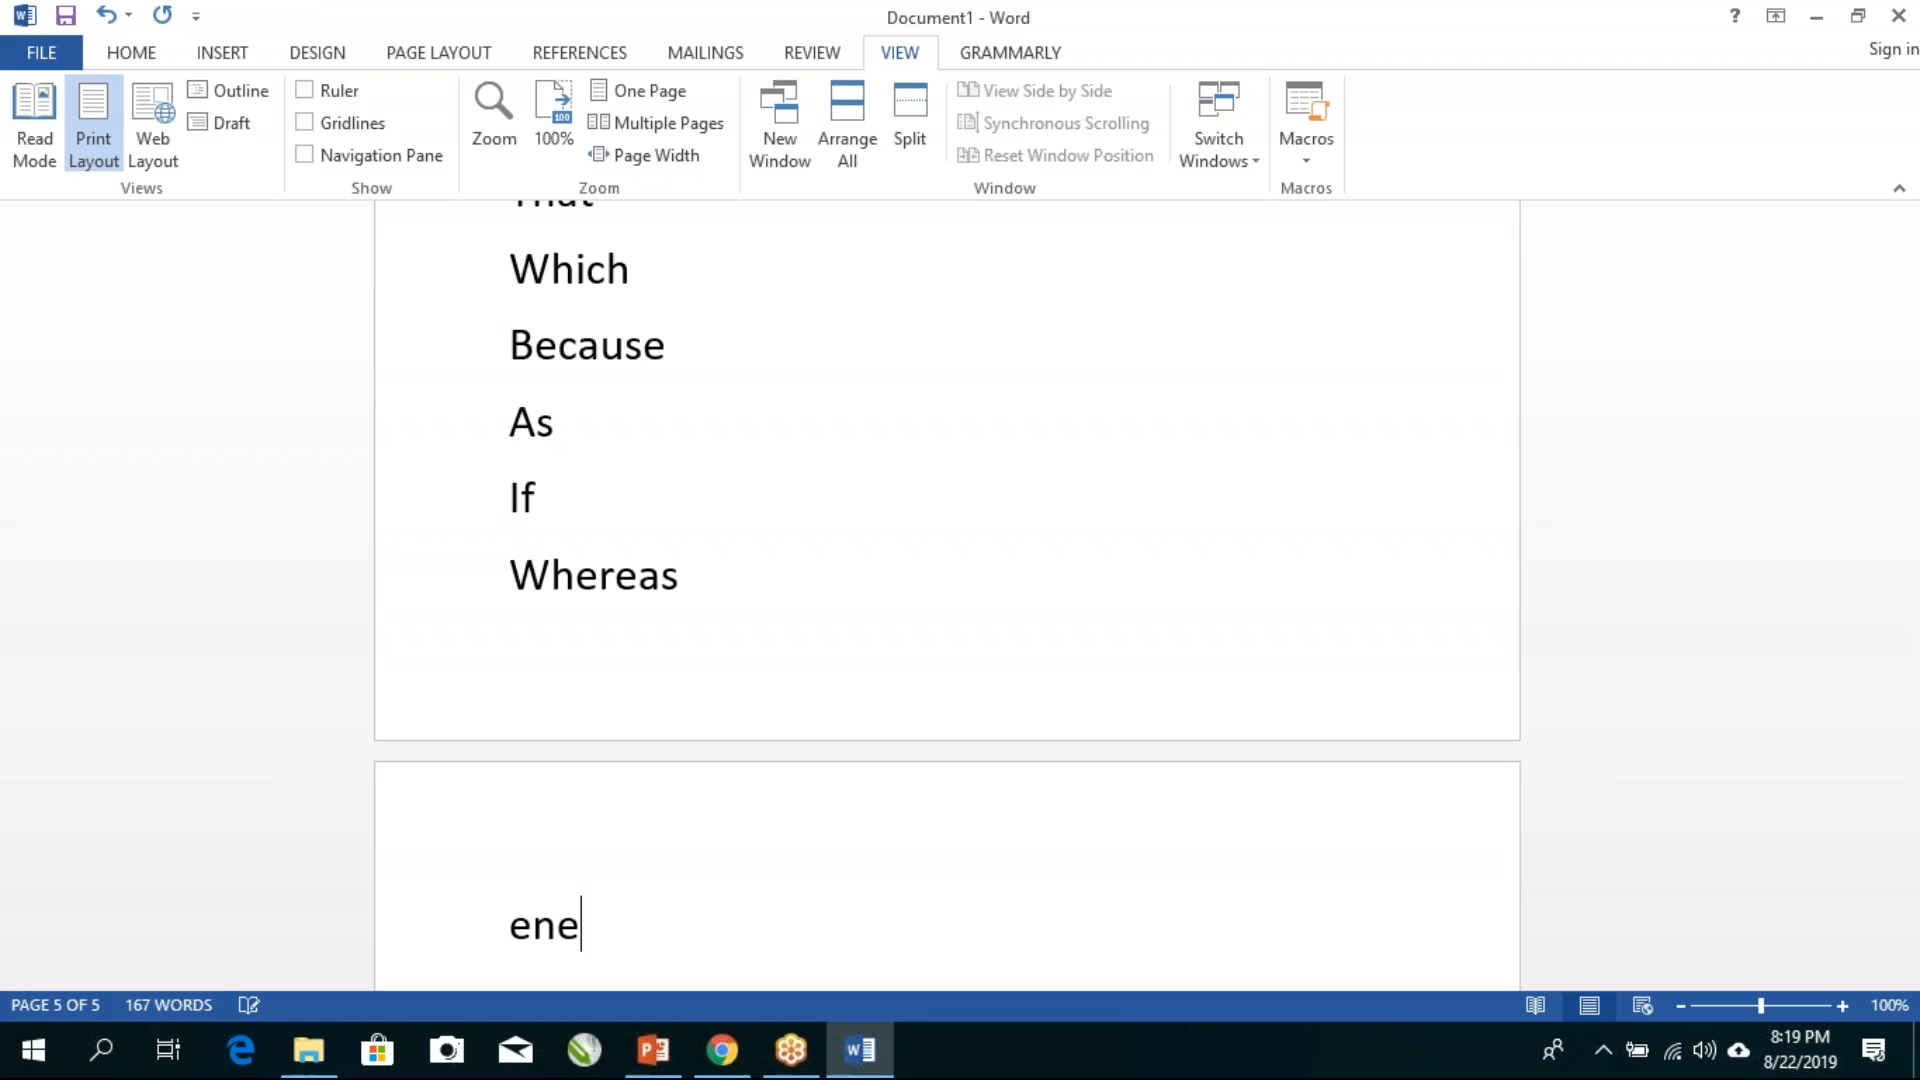 Document1 - Word
?
Sign in
FILE HOME INSERT DESIGN PAGE LAYOUT REFERENCES MAILINGS REVIEW VIEW GRAMMARLY
Read Mode
Print Layout
Web Layout
Outline
Draft
Views
Ruler
Gridlines
Navigation Pane
Show
Zoom
100
100%
One Page
Multiple Pages
Page Width
Zoom
New Window
Arrange All
Split
View Side by Side
Synchronous Scrolling
Reset Window Position
Window
Switch Windows
Macros
Macros
That
Which
Because
As
If
Whereas
ene
PAGE 5 OF 5 167 WORDS
100%
8:19 PM
8/22/2019